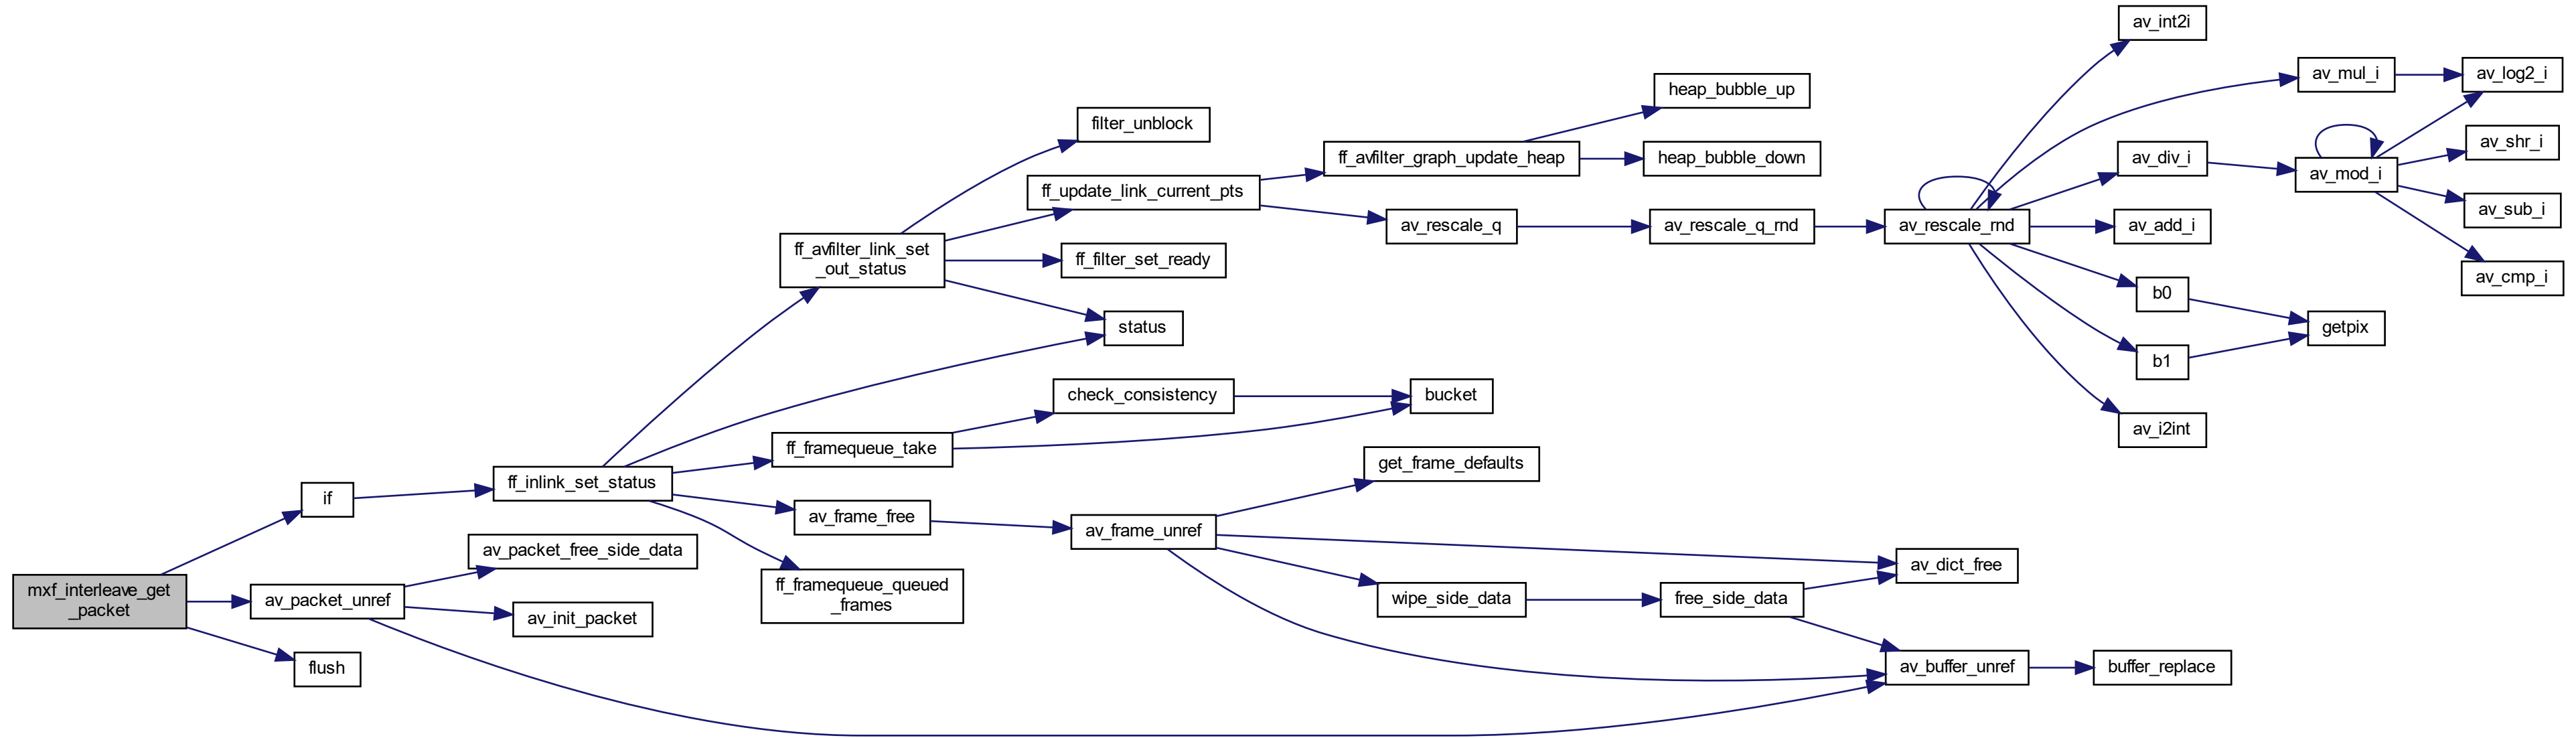 mxf_interleave_get
_packet
if
av_packet_unref
flush
ff_inlink_set_status
av_packet_free_side_data
av_init_packet
ff_avfilter_link_set
_out_status
ff_framequeue_take
av_frame_free
ff_framequeue_queued
_frames
filter_unblock
ff_update_link_current_pts
ff_filter_set_ready
status
check_consistency
av_frame_unref
ff_avfilter_graph_update_heap
av_rescale_q
bucket
get_frame_defaults
wipe_side_data
heap_bubble_up
heap_bubble_down
av_rescale_q_rnd
free_side_data
av_rescale_rnd
av_dict_free
av_buffer_unref
av_int2i
av_mul_i
av_div_i
av_add_i
b0
b1
av_i2int
buffer_replace
av_mod_i
getpix
av_log2_i
av_shr_i
av_sub_i
av_cmp_i